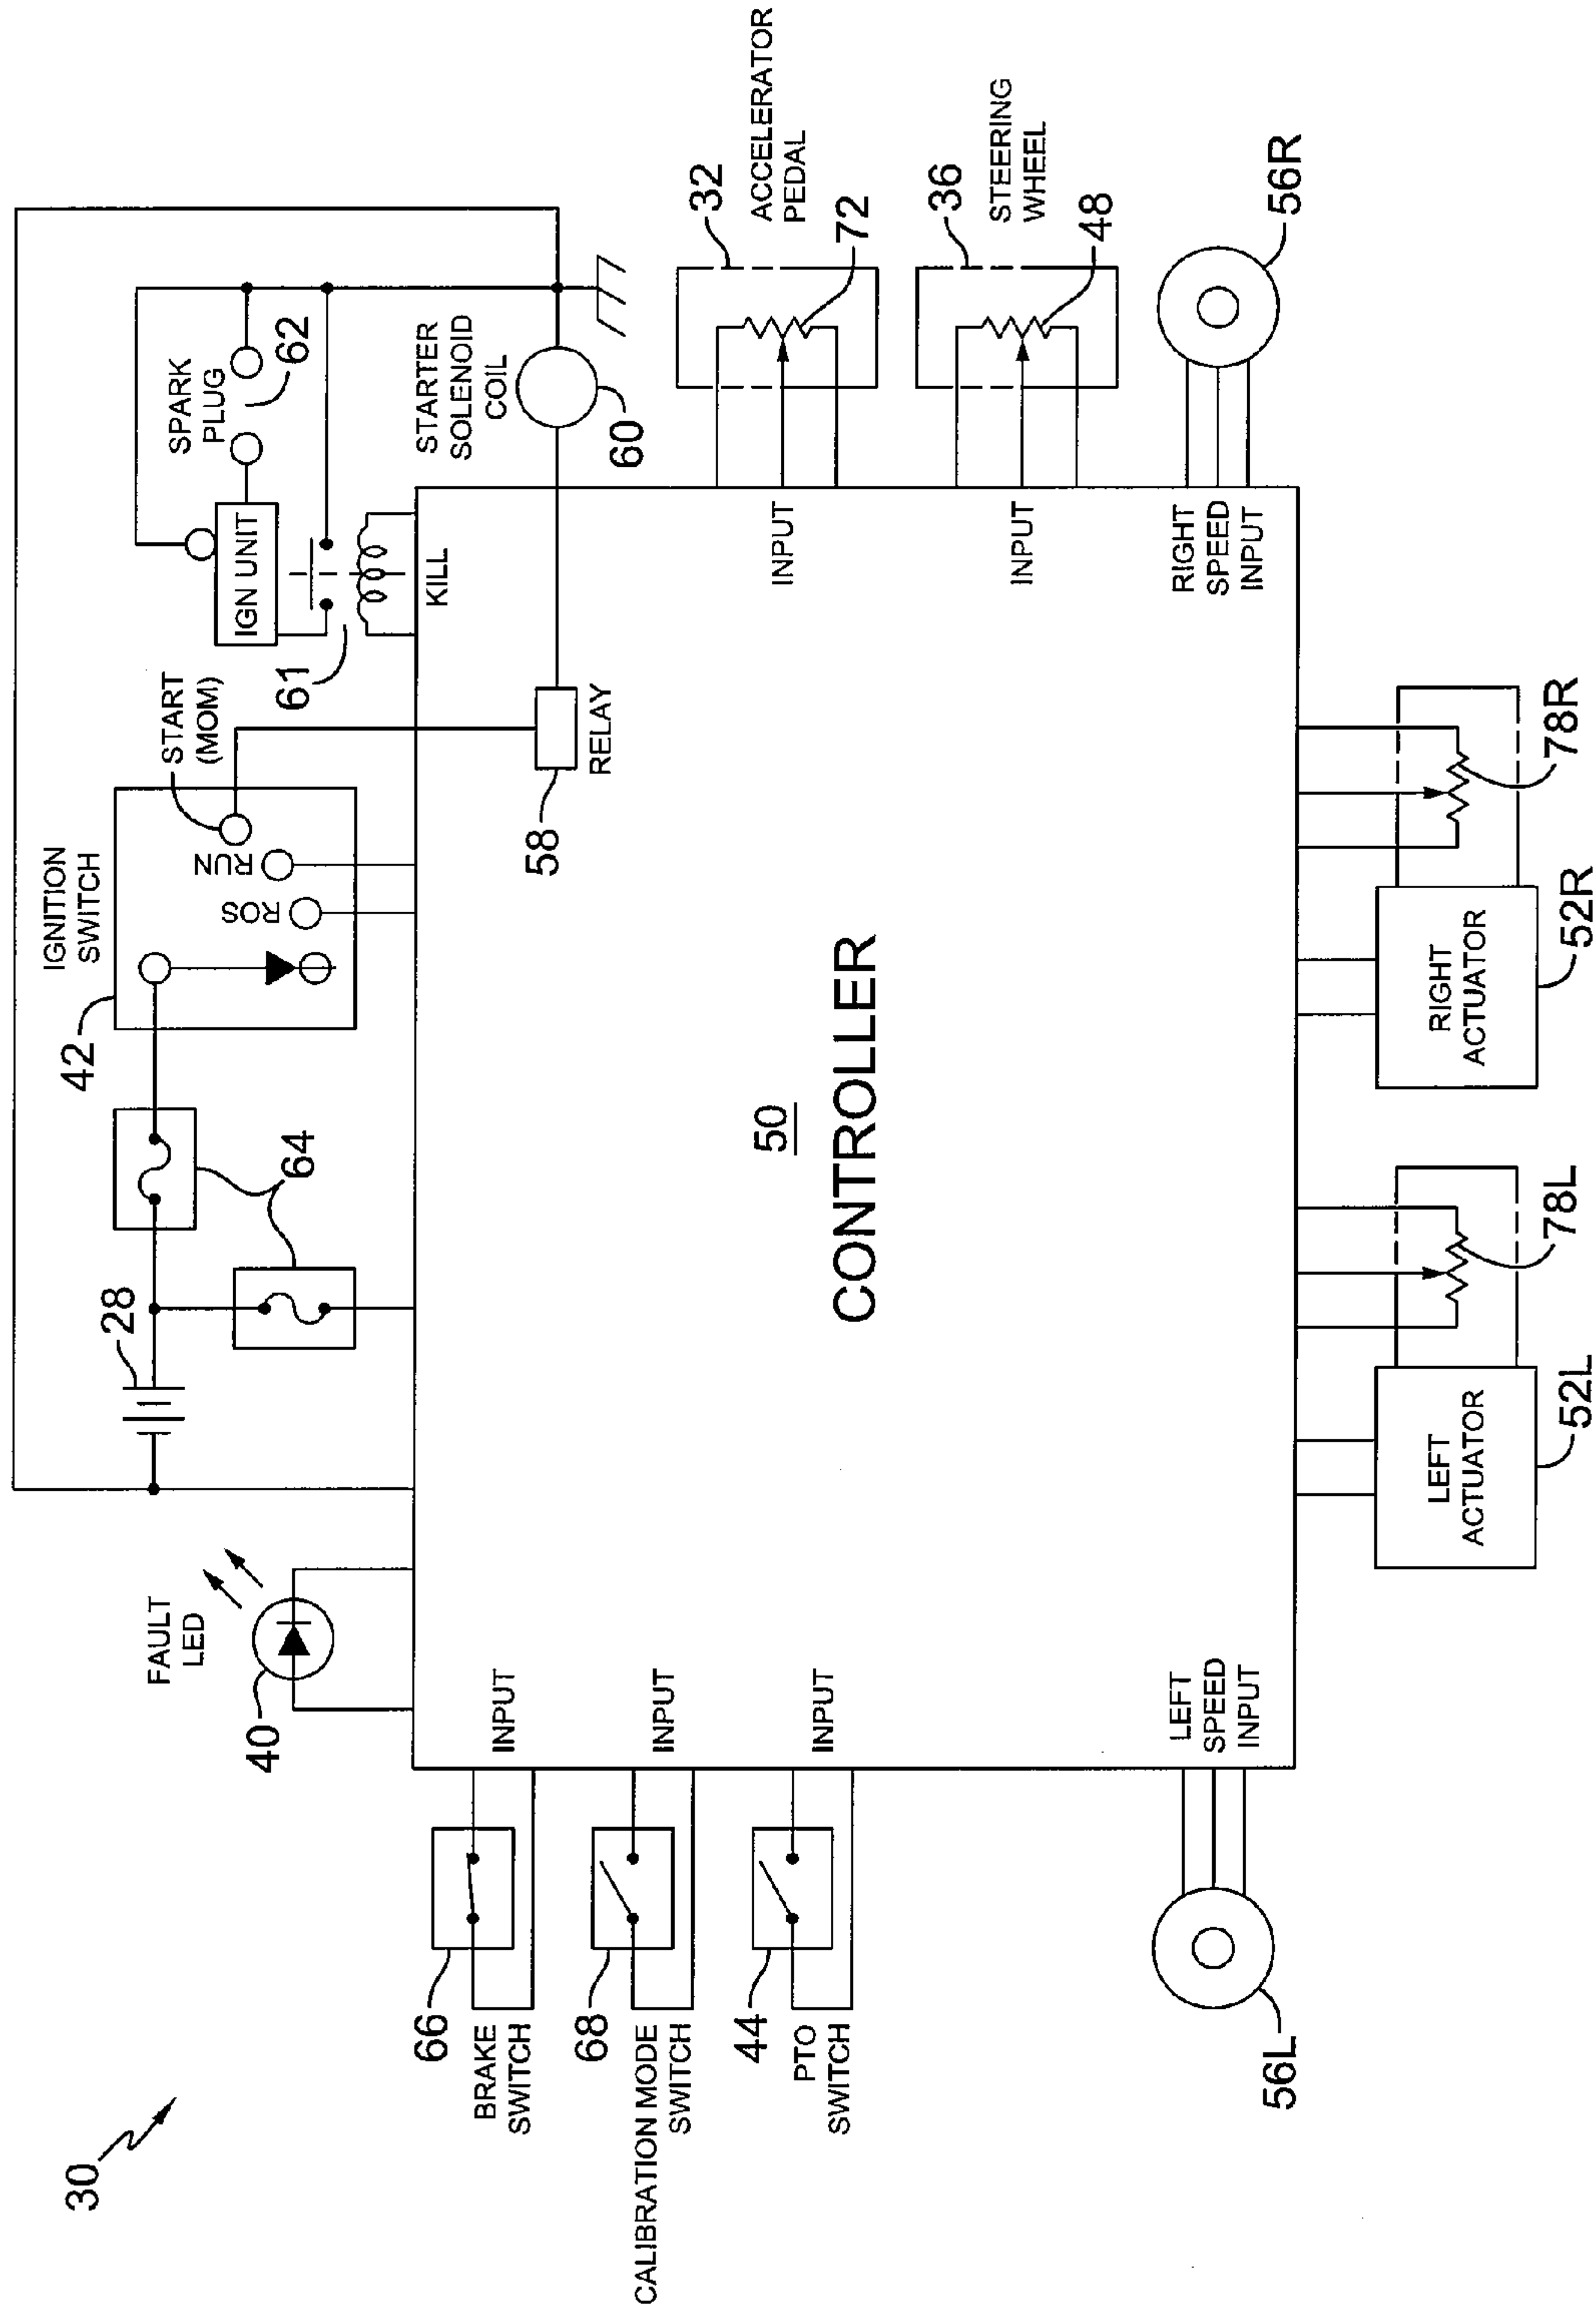 30
FAULT
LED
40
28
64
42
IGNITION
SWITCH
ROS
RUN
START
(MOM)
61
IGN UNIT
SPARK
PLUG
62
KILL
STARTER
SOLENOID
COIL
60
58
RELAY
66
BRAKE
SWITCH
INPUT
68
CALIBRATION MODE
SWITCH
INPUT
44
PTO
SWITCH
INPUT
50
CONTROLLER
INPUT
32
ACCELERATOR
PEDAL
72
INPUT
36
STEERING
WHEEL
48
56L
LEFT
SPEED
INPUT
RIGHT
SPEED
INPUT
56R
LEFT
ACTUATOR
52L
78L
RIGHT
ACTUATOR
52R
78R